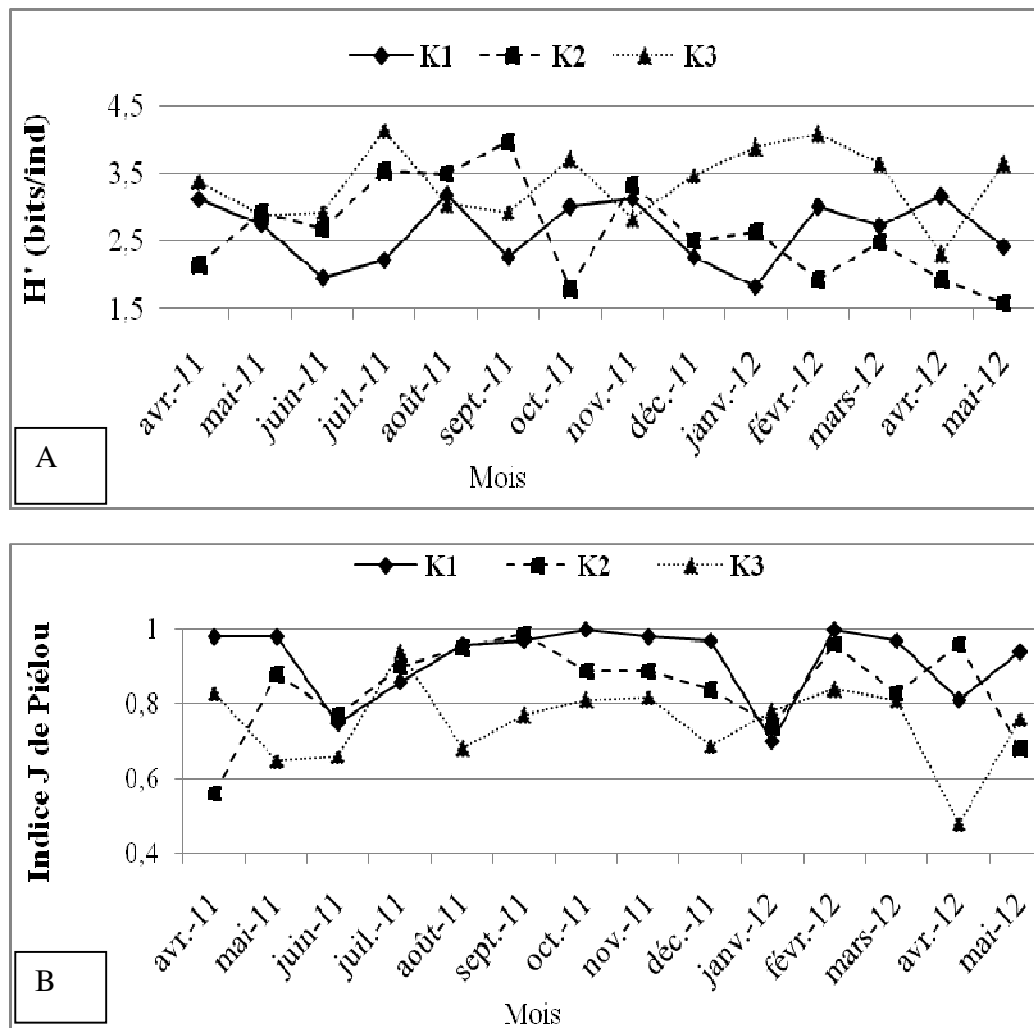 K1 K2 K3
4,5
3,5
2,5
1,5
H' (bits/ind)
avr.-11 mai-11 juin-11 juil.-11 août-11 sept.-11 oct.-11 nov.-11 déc.-11 janv.-12 févr.-12 mars-12 avr.-12 mai-12
Mois
A
K1 K2 K3
1
0,8
0,6
0,4
Indice J de Piélou
avr.-11 mai-11 juin-11 juil.-11 août-11 sept.-11 oct.-11 nov.-11 déc.-11 janv.-12 févr.-12 mars-12 avr.-12 mai-12
Mois
B